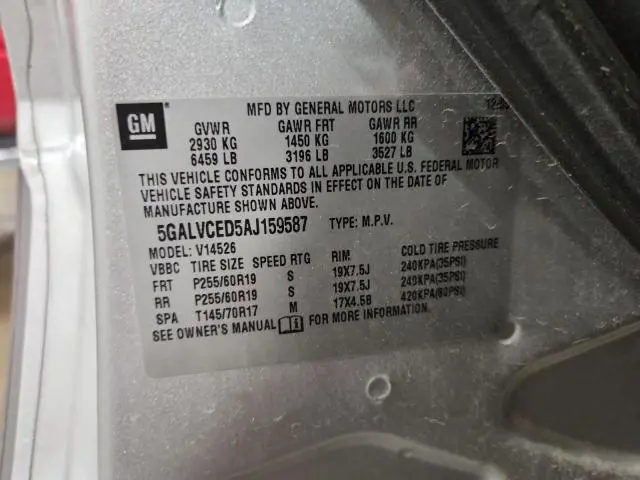 GM
MFD BY GENERAL MOTORS LLC
GVWR GAWR FRT GAWR RR
2930 KG 1450 KG 1600 KG
6459 LB 3196 LB 3527 LB
THIS VEHICLE CONFORMS TO ALL APPLICABLE U.S. FEDERAL MOTOR
VEHICLE SAFETY STANDARDS IN EFFECT ON THE DATE OF
MANUFACTURE SHOWN ABOVE.
5GALVCED5AJ159587 TYPE: M.P.V.
MODEL: V14526
VBBC TIRE SIZE SPEED RTG RIM COLD TIRE PRESSURE
FRT P255/60R19 S 19X7.5J 240KPA(35PSI)
RR P255/60R19 S 19X7.5J 240KPA(35PSI)
SPA T145/70R17 M 17X4.5B 420KPA(60PSI)
SEE OWNER'S MANUAL FOR MORE INFORMATION.